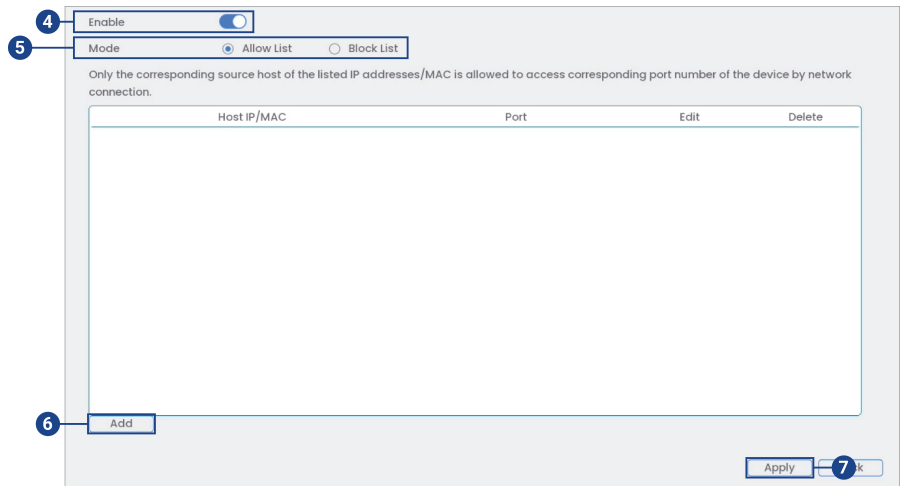 4 Enable
5 Mode Allow List Block List
Only the corresponding source host of the listed IP addresses/MAC is allowed to access corresponding port number of the device by network
connection.
Host IP/MAC Port Edit Delete
6 Add
Apply 7